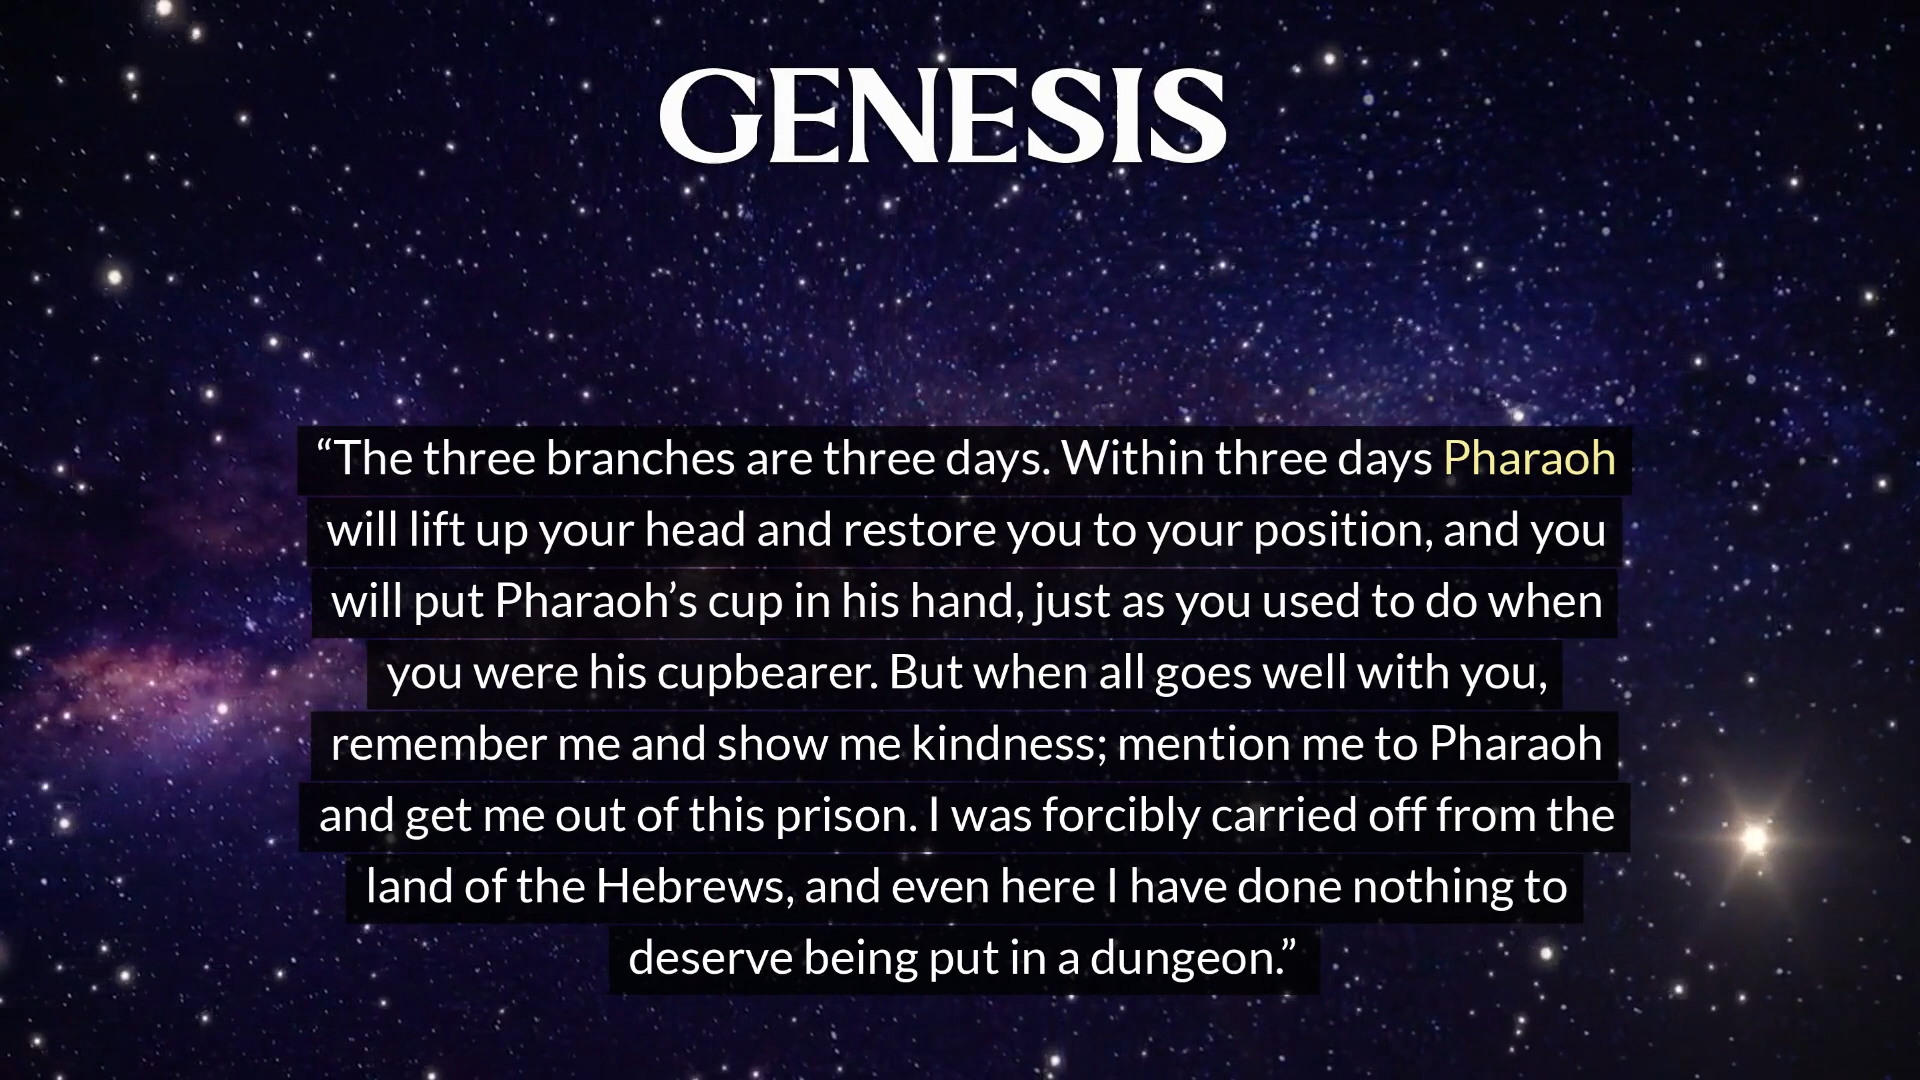 GENESIS
“The three branches are three days. Within three days Pharaoh
will lift up your head and restore you to your position, and you
will put Pharaoh’s cup in his hand, just as you used to do when
you were his cupbearer. But when all goes well with you,
remember me and show me kindness; mention me to Pharaoh
and get me out of this prison. I was forcibly carried off from the
land of the Hebrews, and even here I have done nothing to
deserve being put in a dungeon.”